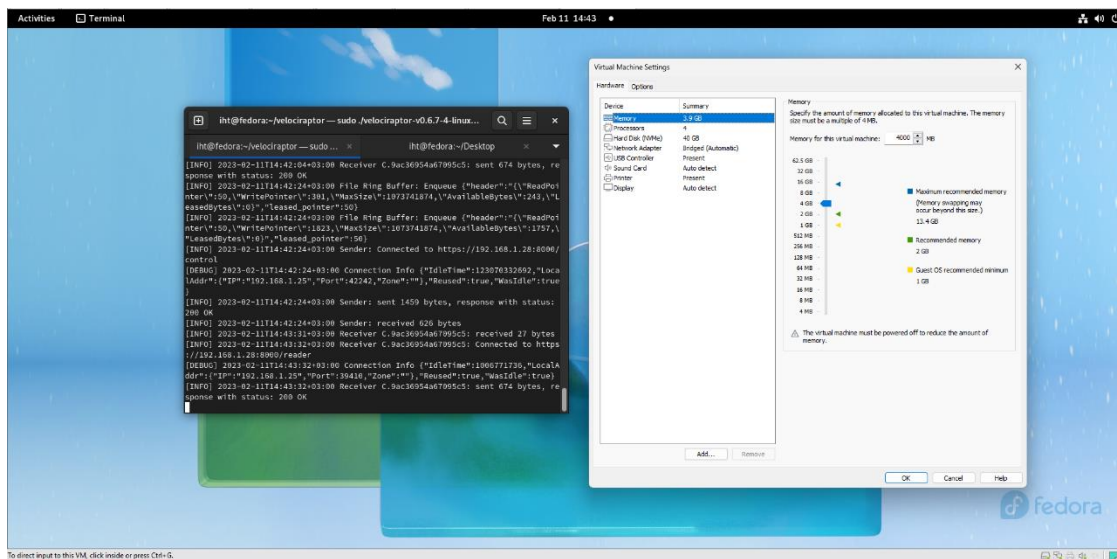 Activities Terminal Feb 11 14:43
iht@fedora:~/velociraptor — sudo ./velociraptor-v0.6.7-4-linux...
iht@fedora:~/velociraptor — sudo ... × iht@fedora:~/Desktop ×
[INFO] 2023-02-11T14:42:04+03:00 Receiver C.9ac36954a67095c5: sent 674 bytes, re
sponse with status: 200 OK
[INFO] 2023-02-11T14:42:24+03:00 File Ring Buffer: Enqueue {"header":"{\"ReadPoi
nter\":50,\"WritePointer\":301,\"MaxSize\":1073741874,\"AvailableBytes\":243,\"L
easedBytes\":0}","leased_pointer":50}
[INFO] 2023-02-11T14:42:24+03:00 File Ring Buffer: Enqueue {"header":"{\"ReadPoi
nter\":50,\"WritePointer\":1823,\"MaxSize\":1073741874,\"AvailableBytes\":1757,\
"LeasedBytes\":0}","leased_pointer":50}
[INFO] 2023-02-11T14:42:24+03:00 Sender: Connected to https://192.168.1.28:8000/
control
[DEBUG] 2023-02-11T14:42:24+03:00 Connection Info {"IdleTime":123070332692,"Loca
lAddr":{"IP":"192.168.1.25","Port":42242,"Zone":""},"Reused":true,"WasIdle":true
}
[INFO] 2023-02-11T14:42:24+03:00 Sender: sent 1459 bytes, response with status:
200 OK
[INFO] 2023-02-11T14:42:24+03:00 Sender: received 626 bytes
[INFO] 2023-02-11T14:43:31+03:00 Receiver C.9ac36954a67095c5: received 27 bytes
[INFO] 2023-02-11T14:43:32+03:00 Receiver C.9ac36954a67095c5: Connected to https
://192.168.1.28:8000/reader
[DEBUG] 2023-02-11T14:43:32+03:00 Connection Info {"IdleTime":1006771736,"LocalA
ddr":{"IP":"192.168.1.25","Port":39416,"Zone":""},"Reused":true,"WasIdle":true}
[INFO] 2023-02-11T14:43:32+03:00 Receiver C.9ac36954a67095c5: sent 674 bytes, re
sponse with status: 200 OK
Virtual Machine Settings
Hardware Options
Device Summary
Memory 3.9 GB
Processors 4
Hard Disk (NVMe) 40 GB
Network Adapter Bridged (Automatic)
USB Controller Present
Sound Card Auto detect
Printer Present
Display Auto detect
Add... Remove
Memory
Specify the amount of memory allocated to this virtual machine. The memory
size must be a multiple of 4 MB.
Memory for this virtual machine: 4000 MB
62.5 GB
32 GB
16 GB
8 GB
4 GB
2 GB
1 GB
512 MB
256 MB
128 MB
64 MB
32 MB
16 MB
8 MB
4 MB
Maximum recommended memory
(Memory swapping may
occur beyond this size.)
13.4 GB
Recommended memory
2 GB
Guest OS recommended minimum
1 GB
The virtual machine must be powered off to reduce the amount of
memory.
OK Cancel Help
fedora
To direct input to this VM, click inside or press Ctrl+G.